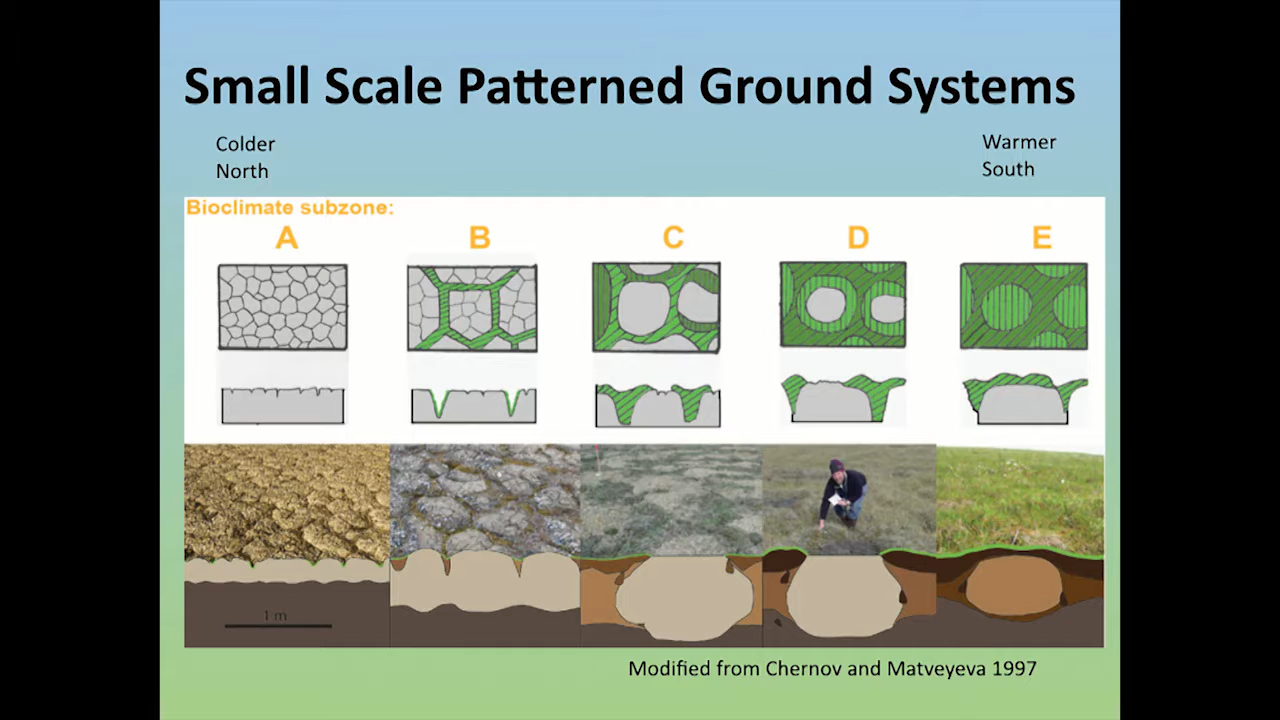 Small Scale Patterned Ground Systems
Colder
North
Warmer
South
Bioclimate subzone:
A B C D E
1 m
Modified from Chernov and Matveyeva 1997